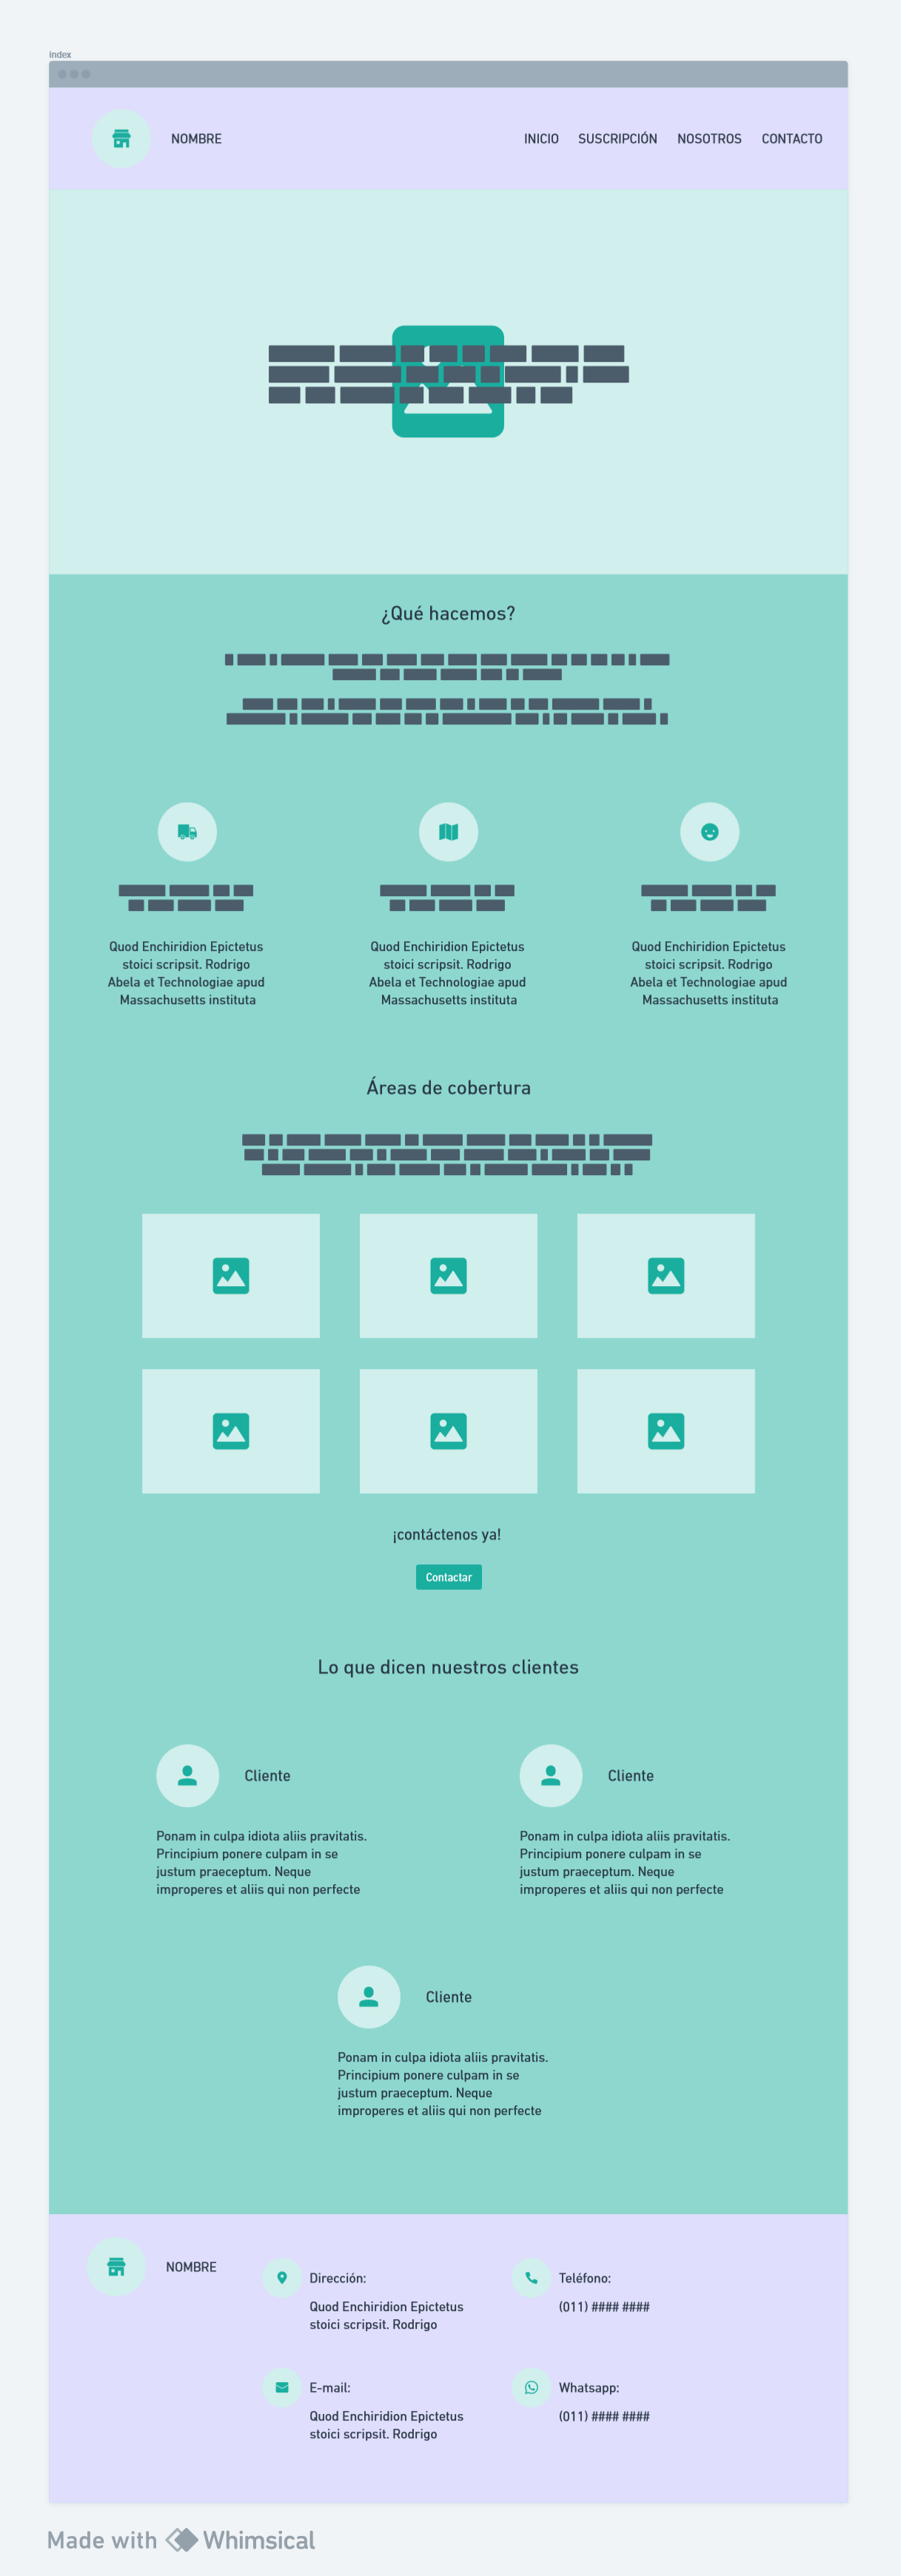 index
NOMBRE
INICIO
SUSCRIPCIÓN
NOSOTROS
CONTACTO
¿Qué hacemos?
Quod Enchiridion Epictetus
stoici scripsit. Rodrigo
Abela et Technologiae apud
Massachusetts instituta
Quod Enchiridion Epictetus
stoici scripsit. Rodrigo
Abela et Technologiae apud
Massachusetts instituta
Quod Enchiridion Epictetus
stoici scripsit. Rodrigo
Abela et Technologiae apud
Massachusetts instituta
Áreas de cobertura
¡contáctenos ya!
Contactar
Lo que dicen nuestros clientes
Cliente
Ponam in culpa idiota aliis pravitatis.
Principium ponere culpam in se
justum praeceptum. Neque
improperes et aliis qui non perfecte
Cliente
Ponam in culpa idiota aliis pravitatis.
Principium ponere culpam in se
justum praeceptum. Neque
improperes et aliis qui non perfecte
Cliente
Ponam in culpa idiota aliis pravitatis.
Principium ponere culpam in se
justum praeceptum. Neque
improperes et aliis qui non perfecte
NOMBRE
Dirección:
Quod Enchiridion Epictetus
stoici scripsit. Rodrigo
Teléfono:
(011) #### ####
E-mail:
Quod Enchiridion Epictetus
stoici scripsit. Rodrigo
Whatsapp:
(011) #### ####
Made with Whimsical